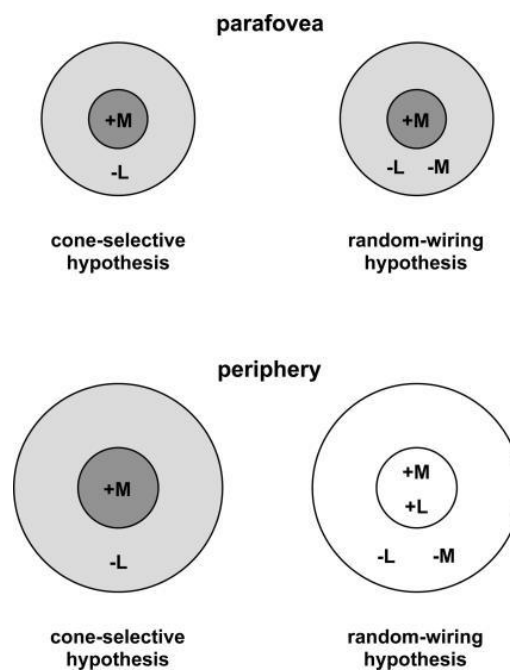 parafovea
+M
-L
+M
-L -M
cone-selective
hypothesis
random-wiring
hypothesis
periphery
+M
-L
+M
+L
-L -M
cone-selective
hypothesis
random-wiring
hypothesis